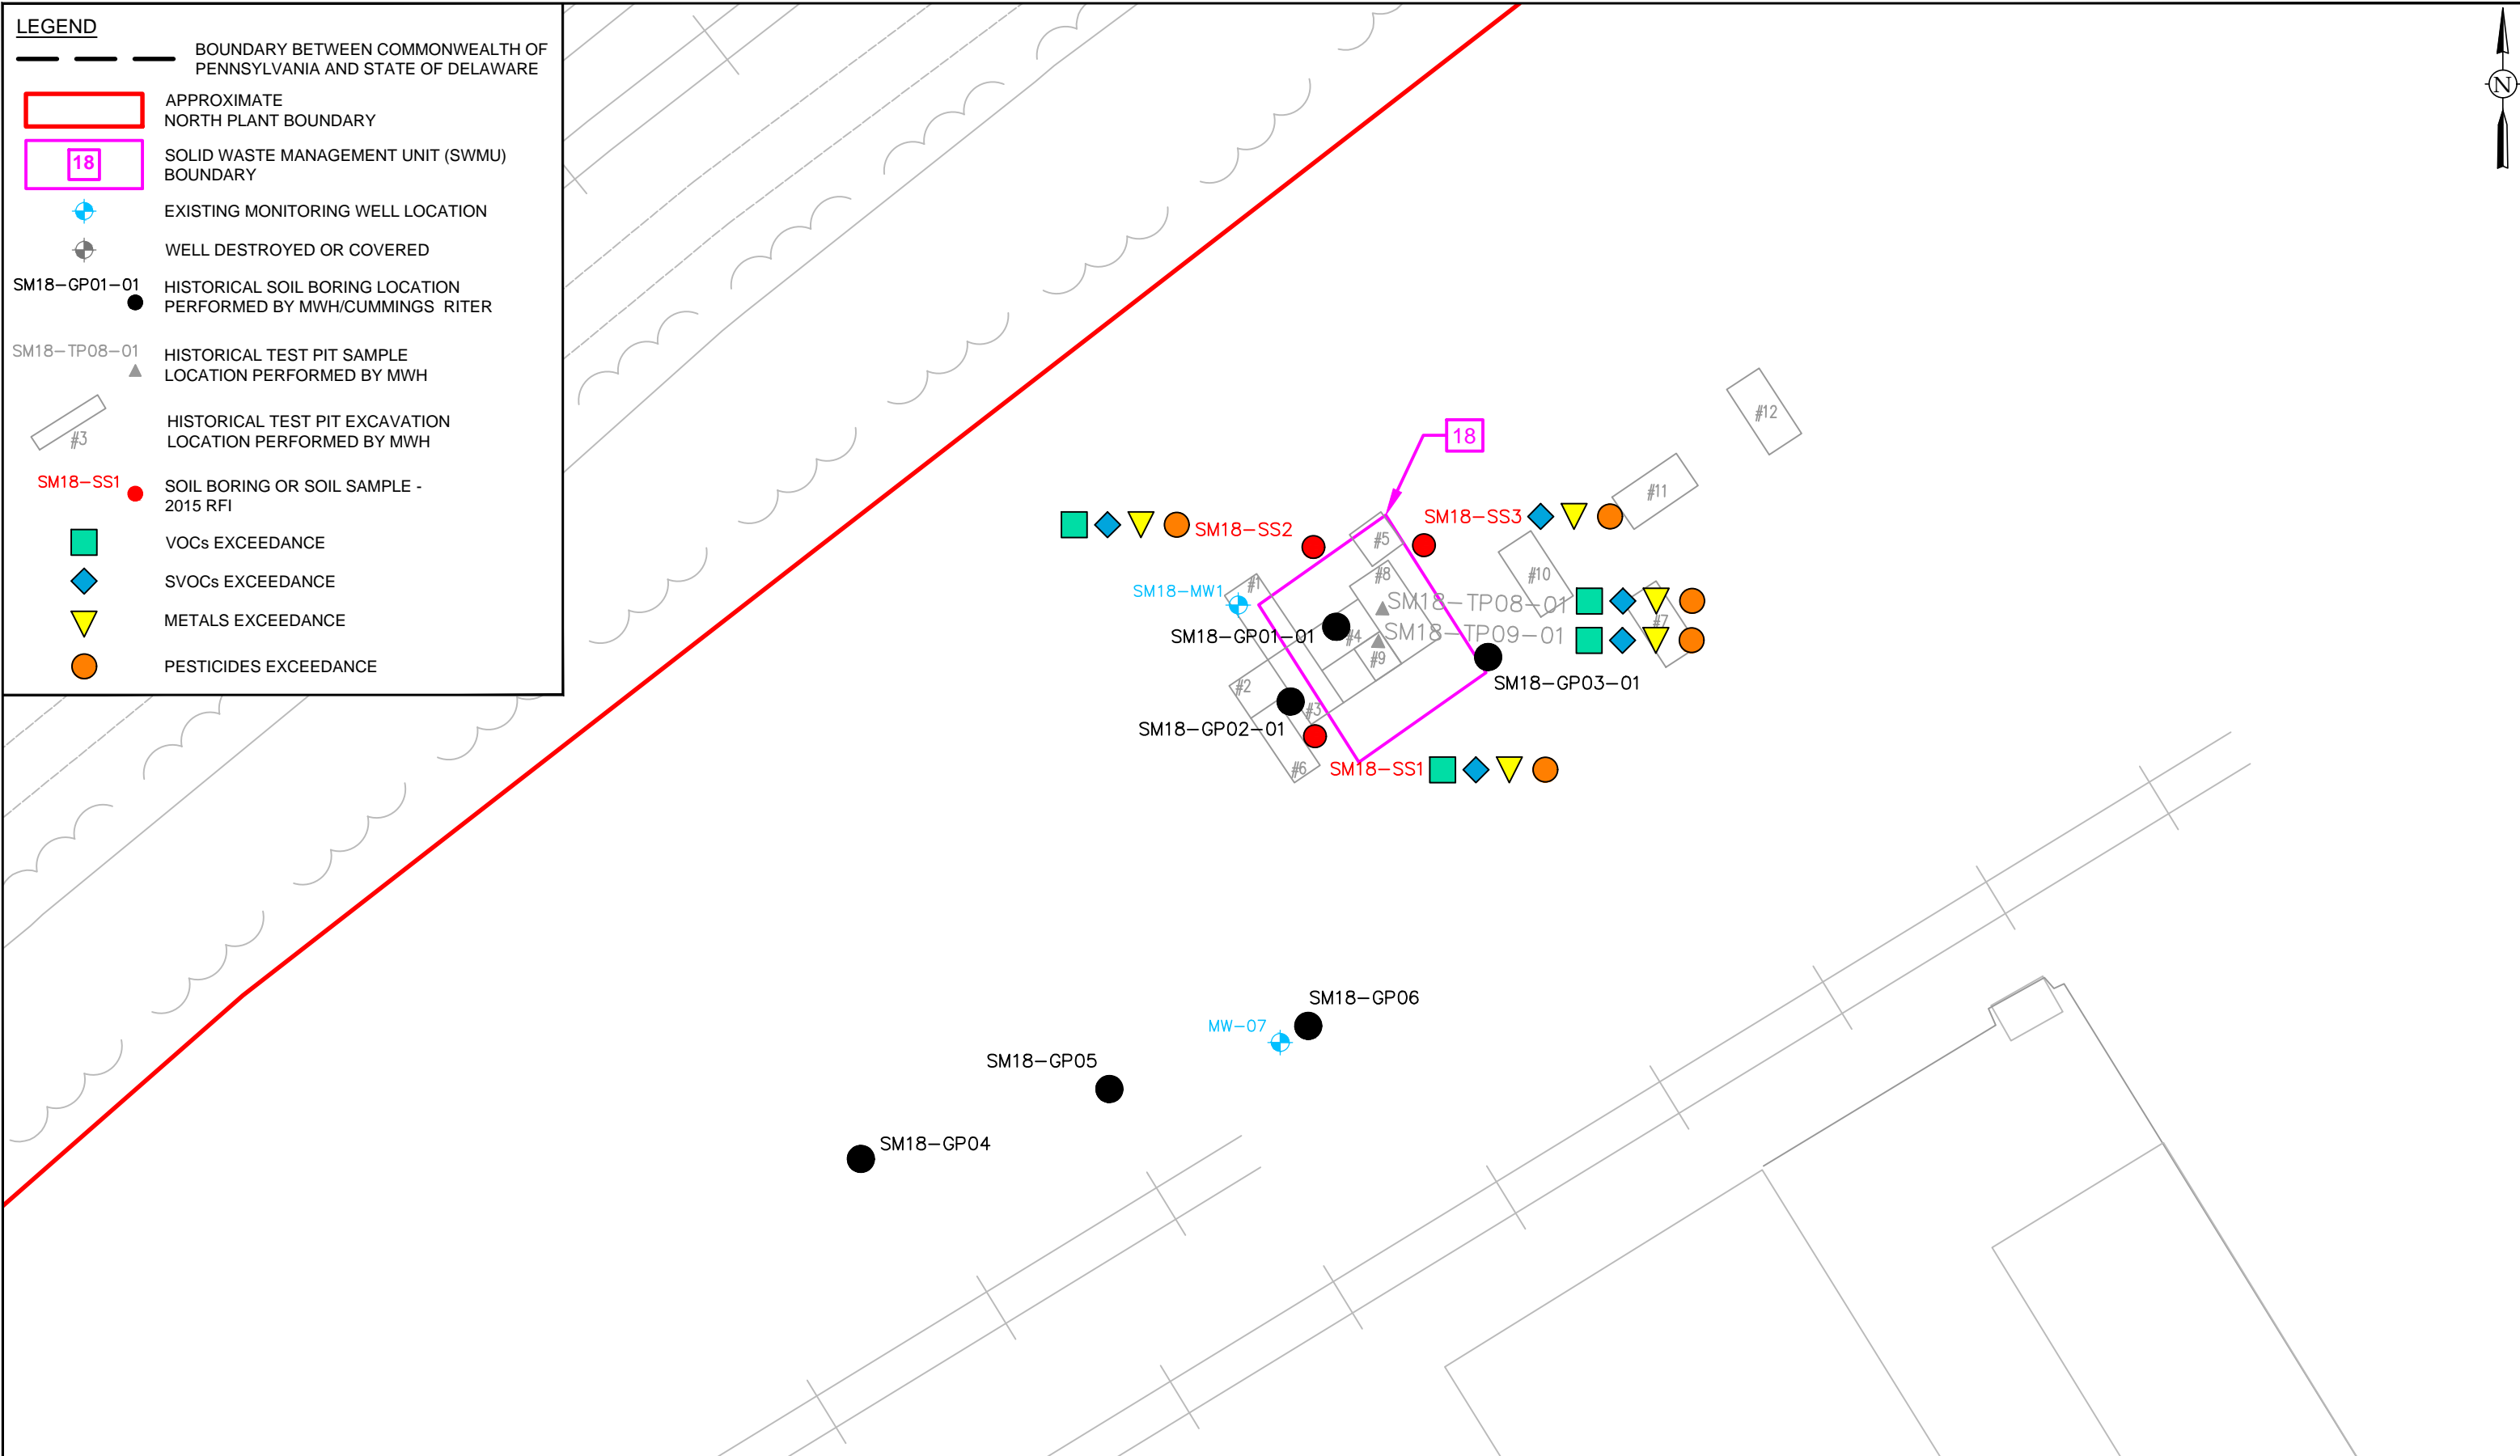 LEGEND
BOUNDARY BETWEEN COMMONWEALTH OF
PENNSYLVANIA AND STATE OF DELAWARE
APPROXIMATE
NORTH PLANT BOUNDARY
18
SOLID WASTE MANAGEMENT UNIT (SWMU)
BOUNDARY
EXISTING MONITORING WELL LOCATION
WELL DESTROYED OR COVERED
SM18-GP01-01
HISTORICAL SOIL BORING LOCATION
PERFORMED BY MWH/CUMMINGS RITER
SM18-TP08-01
HISTORICAL TEST PIT SAMPLE
LOCATION PERFORMED BY MWH
#3
HISTORICAL TEST PIT EXCAVATION
LOCATION PERFORMED BY MWH
SM18-SS1
SOIL BORING OR SOIL SAMPLE -
2015 RFI
VOCs EXCEEDANCE
SVOCs EXCEEDANCE
METALS EXCEEDANCE
PESTICIDES EXCEEDANCE
N
#12
18
#11
SM18-SS2
SM18-SS3
#5
#10
#8
#1
SM18-MW1
SM18-TP08-01
#7
SM18-GP01-01
#4
SM18-TP09-01
#9
SM18-GP03-01
#2
#3
SM18-GP02-01
#6
SM18-SS1
SM18-GP06
MW-07
SM18-GP05
SM18-GP04